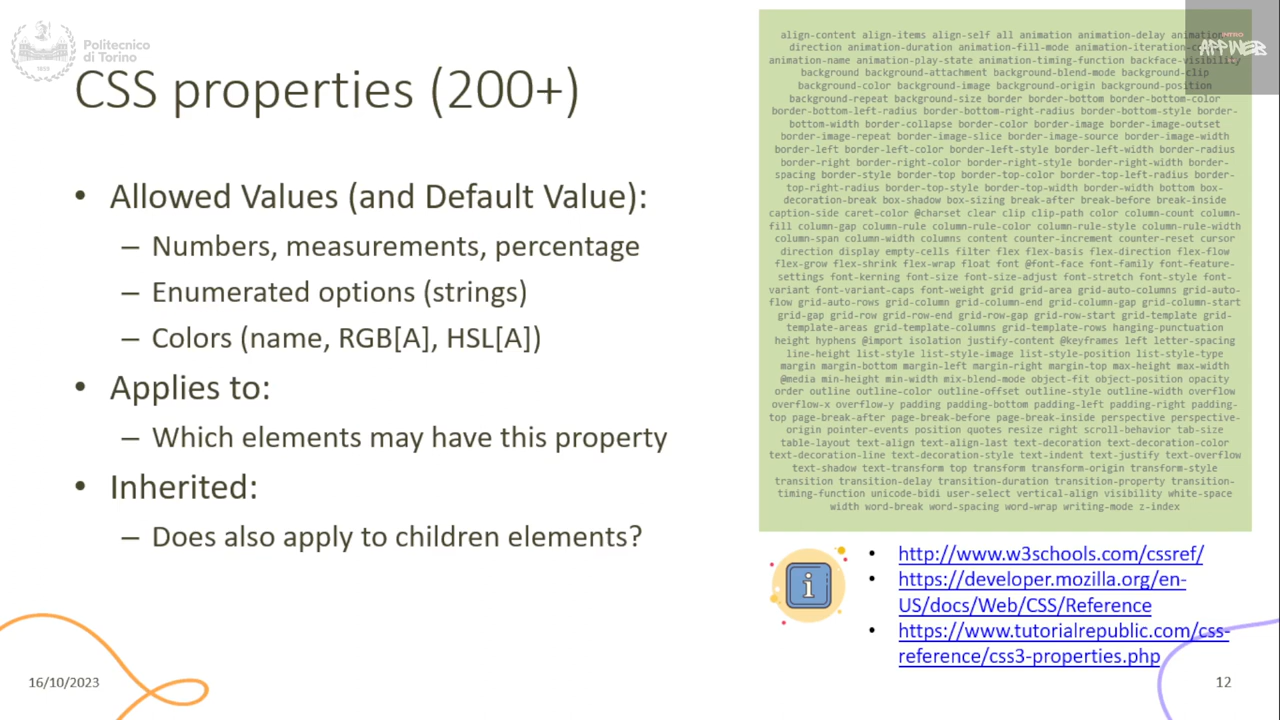 Politecnico
di Torino
CSS properties (200+)
• Allowed Values (and Default Value):
– Numbers, measurements, percentage
– Enumerated options (strings)
– Colors (name, RGB[A], HSL[A])
• Applies to:
– Which elements may have this property
• Inherited:
– Does also apply to children elements?
align-content align-items align-self all animation animation-delay animation-
direction animation-duration animation-fill-mode animation-iteration-
animation-name animation-play-state animation-timing-function backface-visibility
background background-attachment background-blend-mode background-clip
background-color background-image background-origin background-position
background-repeat background-size border border-bottom border-bottom-color
border-bottom-left-radius border-bottom-right-radius border-bottom-style border-
bottom-width border-collapse border-color border-image border-image-outset
border-image-repeat border-image-slice border-image-source border-image-width
border-left border-left-color border-left-style border-left-width border-radius
border-right border-right-color border-right-style border-right-width border-
spacing border-style border-top border-top-color border-top-left-radius border-
top-right-radius border-top-style border-top-width border-width bottom box-
decoration-break box-shadow box-sizing break-after break-before break-inside
caption-side caret-color @charset clear clip clip-path color column-count column-
fill column-gap column-rule column-rule-color column-rule-style column-rule-width
column-span column-width columns content counter-increment counter-reset cursor
direction display empty-cells filter flex flex-basis flex-direction flex-flow
flex-grow flex-shrink flex-wrap float font @font-face font-family font-feature-
settings font-kerning font-size font-size-adjust font-stretch font-style font-
variant font-variant-caps font-weight grid grid-area grid-auto-columns grid-auto-
flow grid-auto-rows grid-column grid-column-end grid-column-gap grid-column-start
grid-gap grid-row grid-row-end grid-row-gap grid-row-start grid-template grid-
template-areas grid-template-columns grid-template-rows hanging-punctuation
height hyphens @import isolation justify-content @keyframes left letter-spacing
line-height list-style list-style-image list-style-position list-style-type
margin margin-bottom margin-left margin-right margin-top max-height max-width
@media min-height min-width mix-blend-mode object-fit object-position opacity
order outline outline-color outline-offset outline-style outline-width overflow
overflow-x overflow-y padding padding-bottom padding-left padding-right padding-
top page-break-after page-break-before page-break-inside perspective perspective-
origin pointer-events position quotes resize right scroll-behavior tab-size
table-layout text-align text-align-last text-decoration text-decoration-color
text-decoration-line text-decoration-style text-indent text-justify text-overflow
text-shadow text-transform top transform transform-origin transform-style
transition transition-delay transition-duration transition-property transition-
timing-function unicode-bidi user-select vertical-align visibility white-space
width word-break word-spacing word-wrap writing-mode z-index
INTRO
APPWEB
• http://www.w3schools.com/cssref/
• https://developer.mozilla.org/en-
US/docs/Web/CSS/Reference
• https://www.tutorialrepublic.com/css-
reference/css3-properties.php
16/10/2023
12